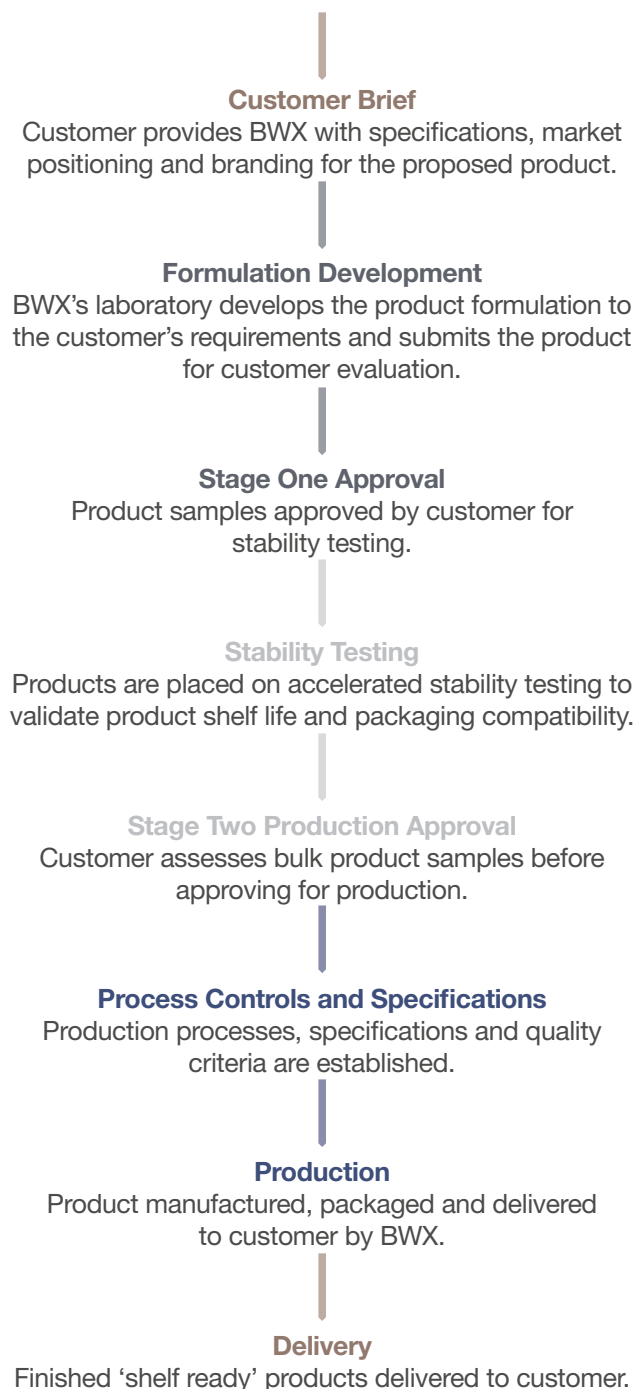 Customer Brief
Customer provides BWX with specifications, market
positioning and branding for the proposed product.
Formulation Development
BWX’s laboratory develops the product formulation to
the customer’s requirements and submits the product
for customer evaluation.
Stage One Approval
Product samples approved by customer for
stability testing.
Stability Testing
Products are placed on accelerated stability testing to
validate product shelf life and packaging compatibility.
Stage Two Production Approval
Customer assesses bulk product samples before
approving for production.
Process Controls and Specifications
Production processes, specifications and quality
criteria are established.
Production
Product manufactured, packaged and delivered
to customer by BWX.
Delivery
Finished ‘shelf ready’ products delivered to customer.